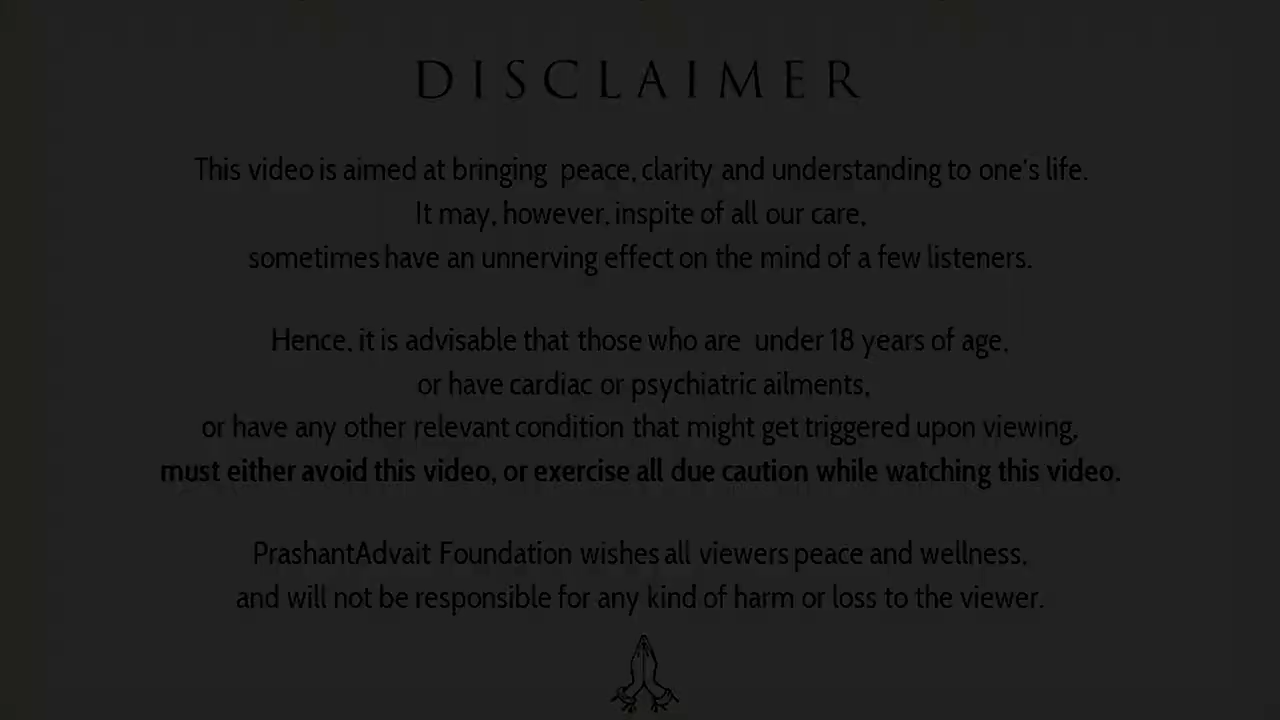 DISCLAIMER
This video is aimed at bringing peace, clarity and understanding to one's life.
It may, however, inspite of all our care,
sometimes have an unnerving effect on the mind of a few listeners.
Hence, it is advisable that those who are under 18 years of age,
or have cardiac or psychiatric ailments,
or have any other relevant condition that might get triggered upon viewing,
must either avoid this video, or exercise all due caution while watching this video.
PrashantAdvait Foundation wishes all viewers peace and wellness,
and will not be responsible for any kind of harm or loss to the viewer.